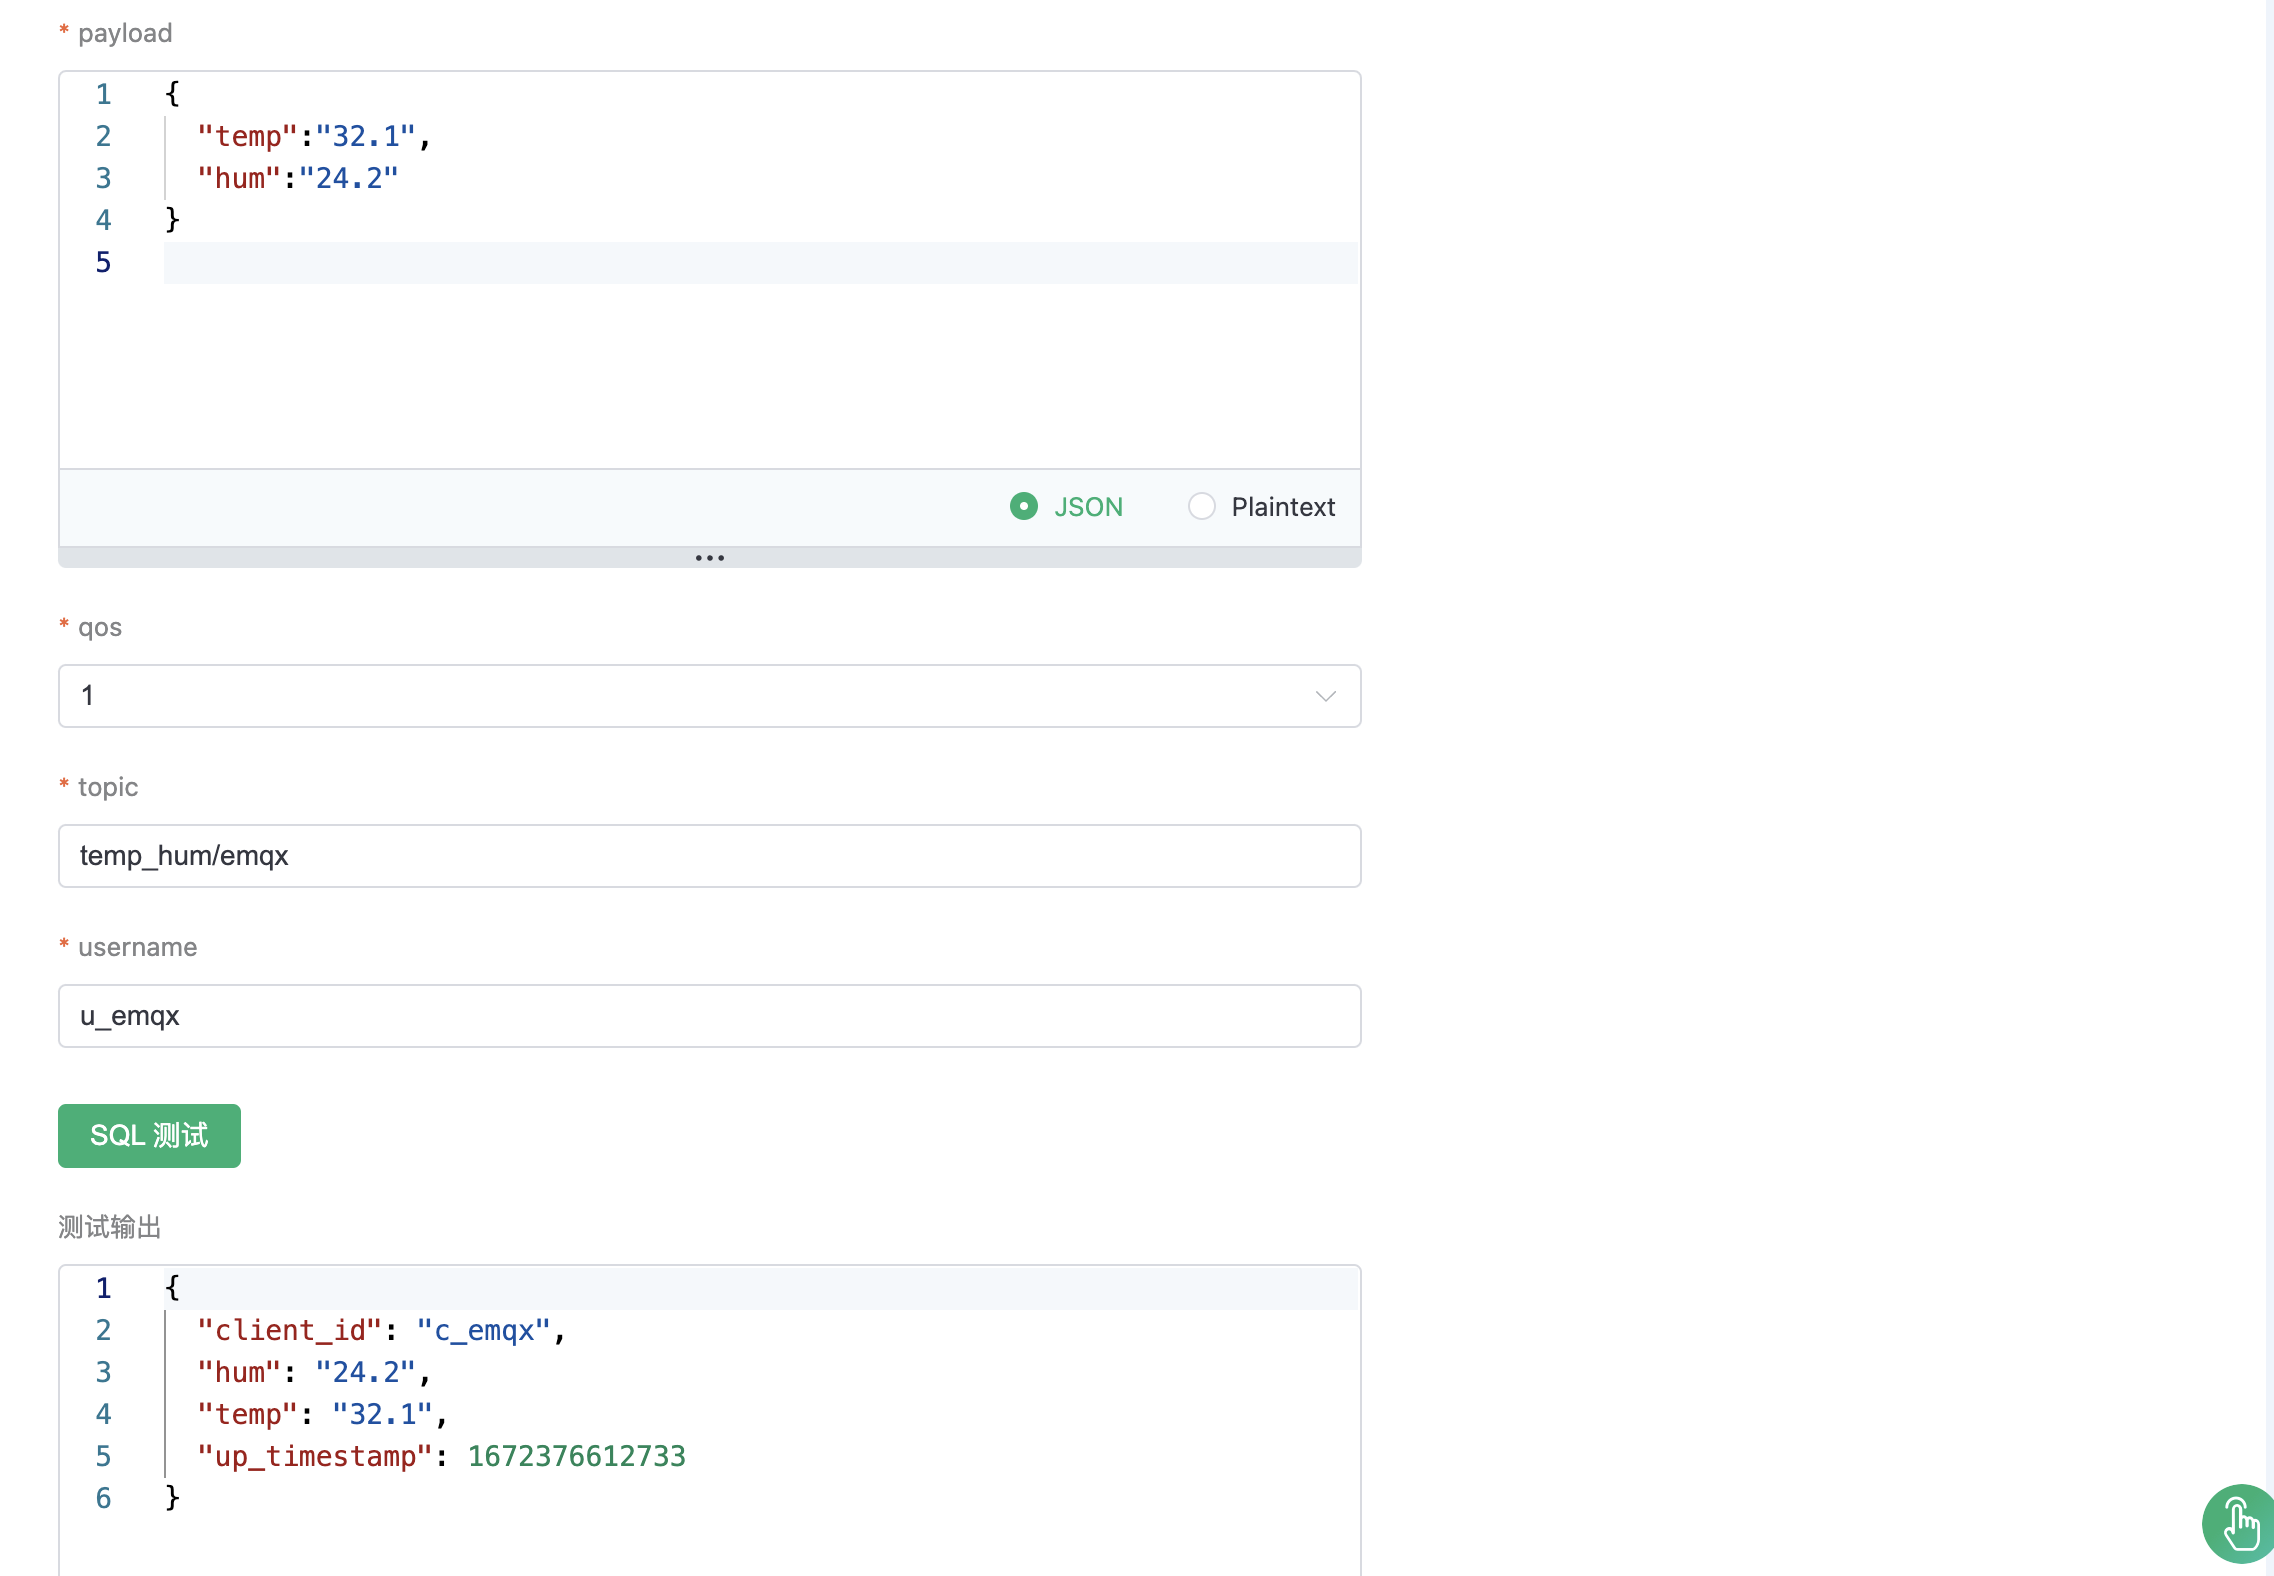 * payload
1 {
2 "temp":"32.1",
3 "hum":"24.2"
4 }
5
JSON Plaintext
* qos
1
* topic
temp_hum/emqx
* username
u_emqx
SQL 测试
测试输出
1 {
2 "client_id": "c_emqx",
3 "hum": "24.2",
4 "temp": "32.1",
5 "up_timestamp": 1672376612733
6 }